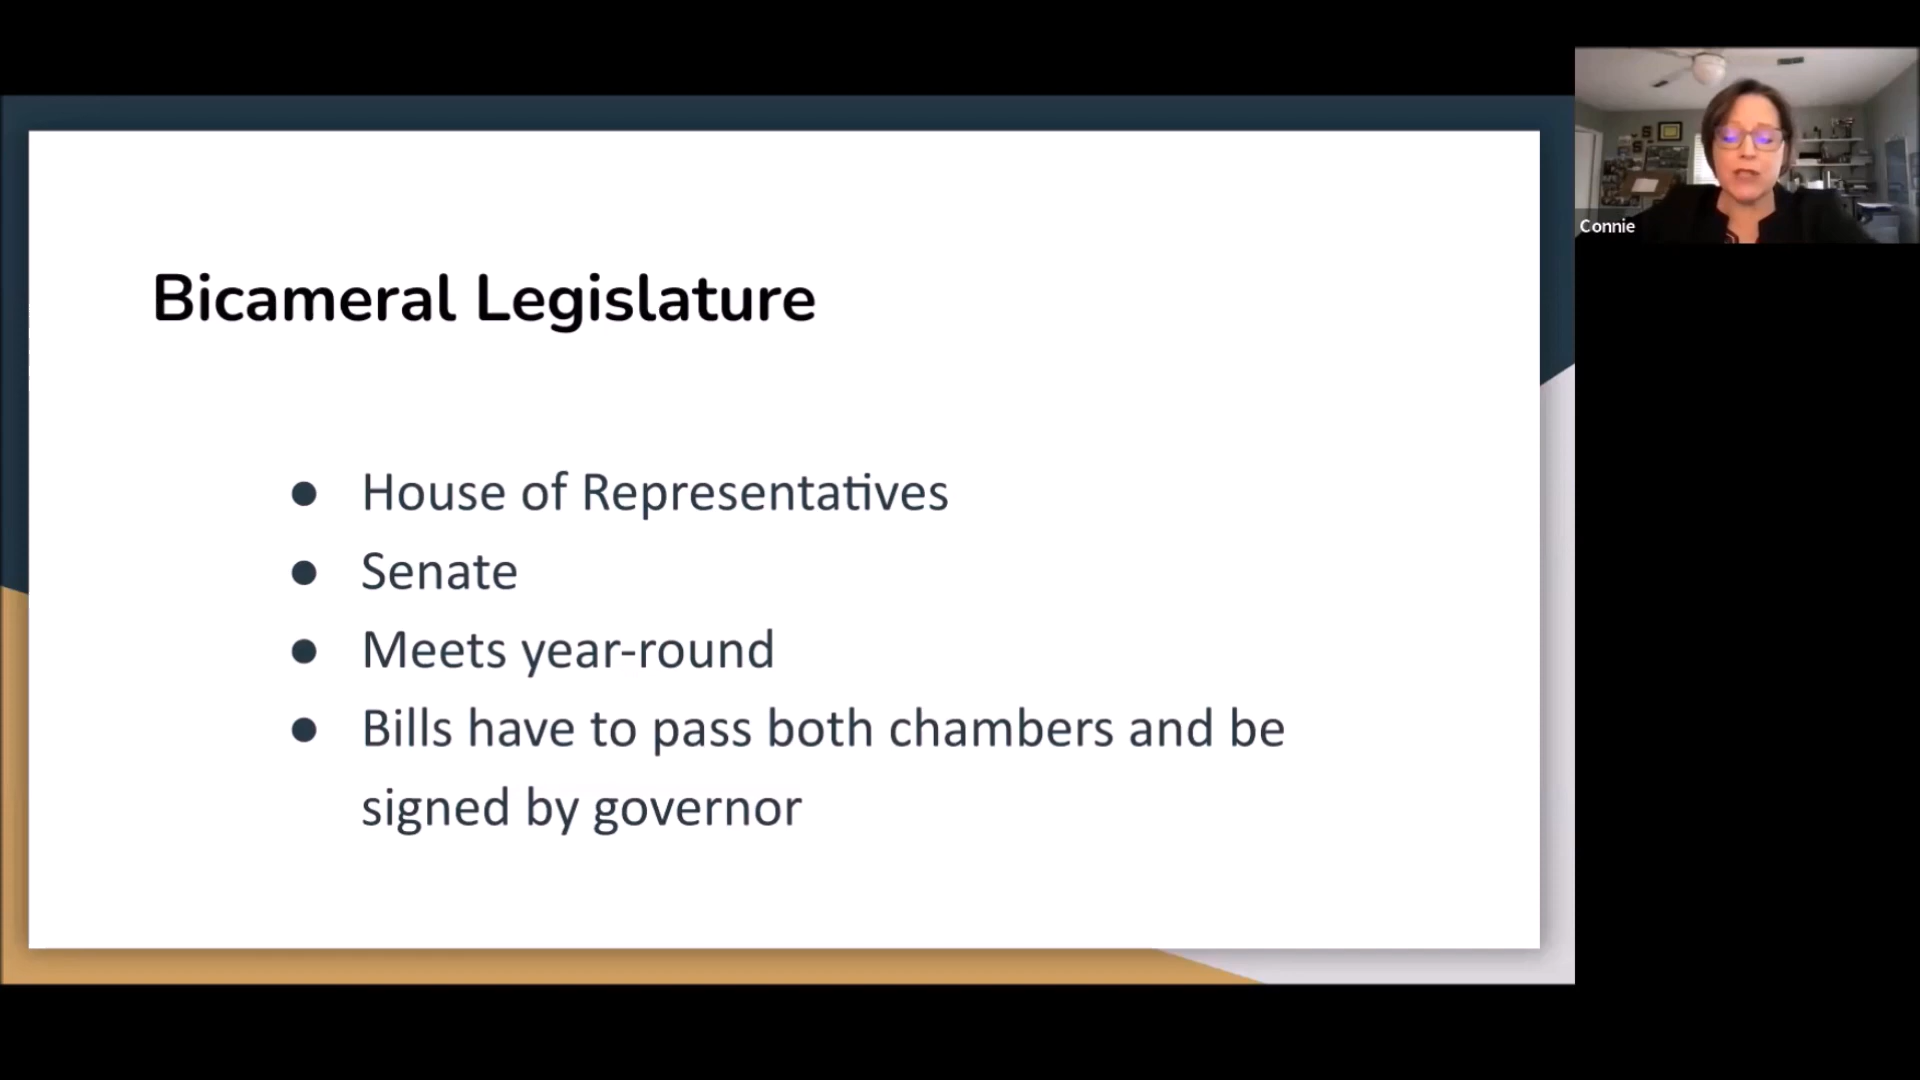 Bicameral Legislature
● House of Representatives
● Senate
● Meets year-round
● Bills have to pass both chambers and be
signed by governor
Connie